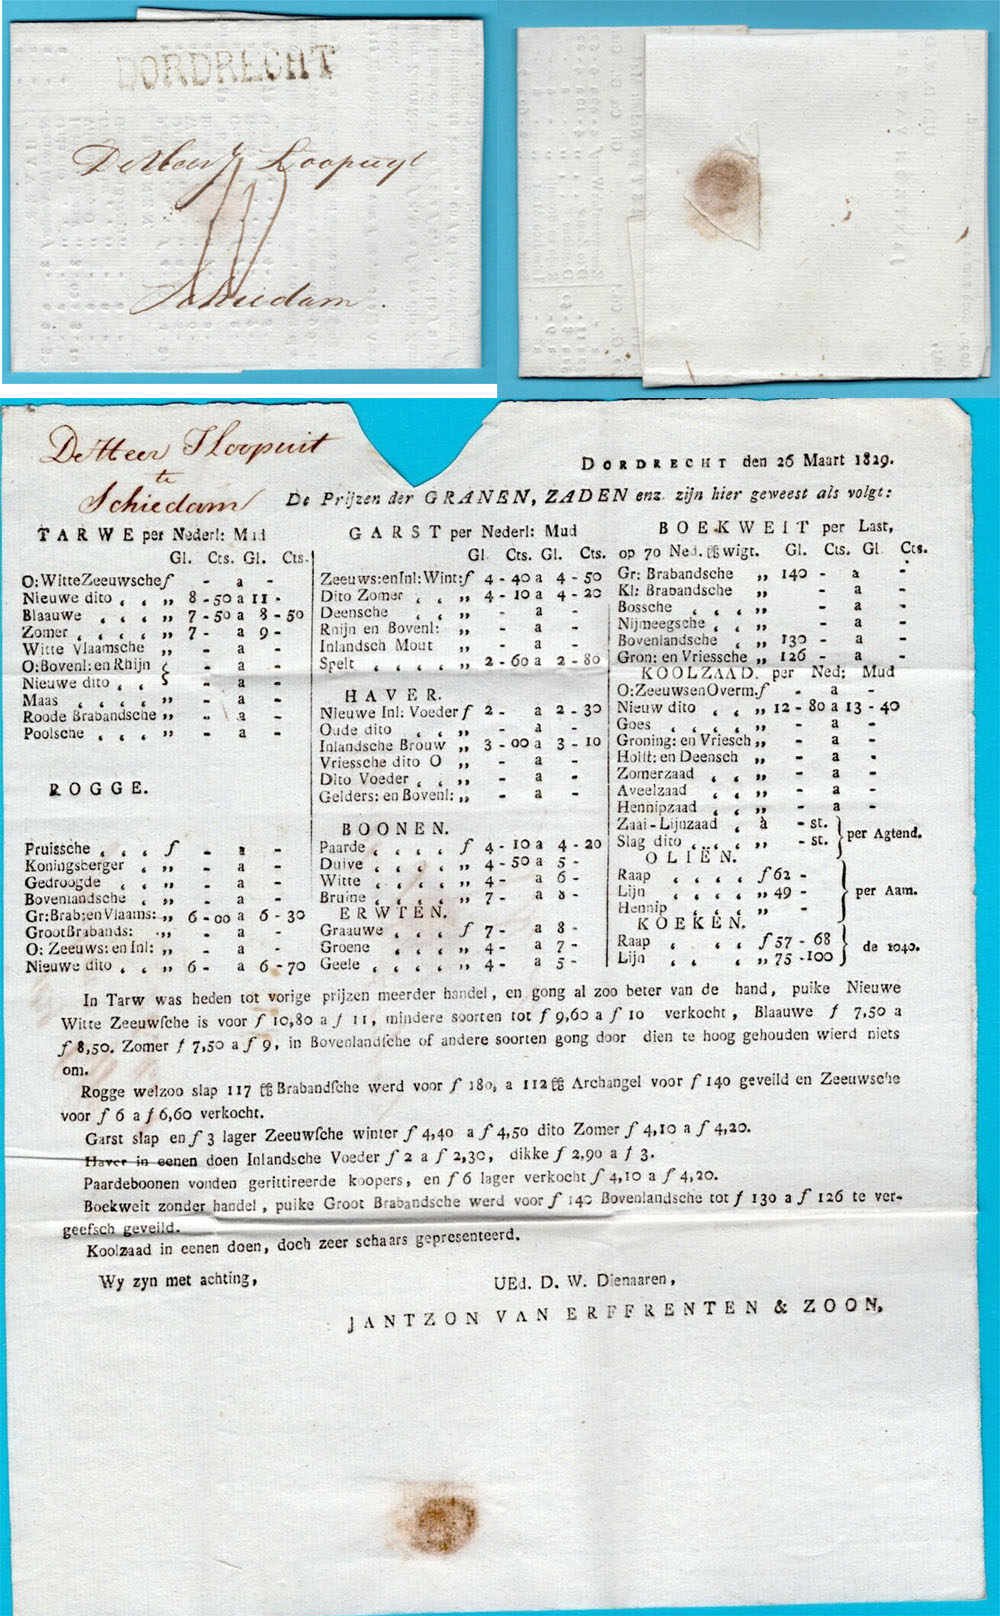 DORDRECHT
De Heer J Loopuyt
Schiedam.
De Heer J Loopuit
te
Schiedam
DORDRECHT den 26 Maart 1829.
De Prijzen der GRANEN, ZADEN enz. zijn hier geweest als volgt:
TARWE per Nederl: Mud
Gl. Cts. Gl. Cts.
O: Witte Zeeuwsche ƒ - a -
Nieuwe dito „ 8 - 50 a 11 -
Blaauwe „ 7 - 50 a 8 - 50
Zomer „ 7 - a 9 -
Witte Vlaamsche „ - a -
O: Bovenl: en Rhijn - a -
Nieuwe dito - a -
Maas „ - a -
Roode Brabandsche „ - a -
Poolsche „ - a -
ROGGE.
Pruissche ƒ - a -
Koningsberger „ - a -
Gedroogde „ - a -
Bovenlandsche „ - a -
Gr: Brab: en Vlaams: „ 6 - 00 a 6 - 30
Groot Brabands: „ - a -
O: Zeeuws: en Inl: „ - a -
Nieuwe dito „ 6 - a 6 - 70
GARST per Nederl: Mud
Gl. Cts. Gl. Cts.
Zeeuws: en Inl: Wint: ƒ 4 - 40 a 4 - 50
Dito Zomer „ 4 - 10 a 4 - 20
Deensche „ - a -
Rhijn en Bovenl: „ - a -
Inlandsch Mout „ - a -
Spelt „ 2 - 60 a 2 - 80
HAVER.
Nieuwe Inl: Voeder ƒ 2 - a 2 - 30
Oude dito - a -
Inlandsche Brouw „ 3 - 00 a 3 - 10
Vriessche dito O „ - a -
Dito Voeder „ - a -
Gelders: en Bovenl: „ - a -
BOONEN.
Paarde ƒ 4 - 10 a 4 - 20
Duive „ 4 - 50 a 5 -
Witte „ 4 - a 6 -
Bruine „ 7 - a 8 -
ERWTEN.
Graauwe ƒ 7 - a 8 -
Groene „ 4 - a 7 -
Geele „ 4 - a 5 -
BOEKWEIT per Last,
op 70 Ned. ℔ wigt. Gl. Cts. Gl. Cts.
Gr: Brabandsche „ 140 - a -
Kl: Brabandsche „ - a -
Bossche „ - a -
Nijmeegsche „ - a -
Bovenlandsche „ 130 - a -
Gron: en Vriessche „ 126 - a -
KOOLZAAD. per Ned: Mud
O: Zeeuws en Overm. ƒ - a -
Nieuw dito „ 12 - 80 a 13 - 40
Goes „ - a -
Groning: en Vriesch „ - a -
Holst: en Deensch „ - a -
Zomerzaad „ - a -
Aveelzaad „ - a -
Hennipzaad „ - a -
Zaai-Lijnzaad à - st.
Slag dito - st. } per Agtend.
OLIEN.
Raap ƒ 62 -
Lijn „ 49 - } per Aam.
Hennip „ -
KOEKEN.
Raap ƒ 57 - 68
Lijn „ 75 - 100 } de 1040.
In Tarw was heden tot vorige prijzen meerder handel, en gong al zoo beter van de hand, puike Nieuwe
Witte Zeeuwsche is voor ƒ 10,80 a ƒ 11, mindere soorten tot ƒ 9,60 a ƒ 10 verkocht, Blaauwe ƒ 7,50 a
ƒ 8,50. Zomer ƒ 7,50 a ƒ 9, in Bovenlandsche of andere soorten gong door dien te hoog gehouden wierd niets
om.
Rogge welzoo slap 117 ℔ Brabandsche werd voor ƒ 180, a 112 ℔ Archangel voor ƒ 140 geveild en Zeeuwsche
voor ƒ 6 a ƒ 6,60 verkocht.
Garst slap en ƒ 3 lager Zeeuwsche winter ƒ 4,40 a ƒ 4,50 dito Zomer ƒ 4,10 a ƒ 4,20.
Haver in eenen doen Inlandsche Voeder ƒ 2 a ƒ 2,30, dikke ƒ 2,90 a ƒ 3.
Paardeboonen vonden gerittireerde koopers, en ƒ 6 lager verkocht ƒ 4,10 a ƒ 4,20.
Boekweit zonder handel, puike Groot Brabandsche werd voor ƒ 140 Bovenlandsche tot ƒ 130 a ƒ 126 te ver-
geefsch geveild.
Koolzaad in eenen doen, doch zeer schaars gepresenteerd.
Wy zyn met achting,
UEd. D. W. Dienaaren,
JANTZON VAN ERFFRENTEN & ZOON,